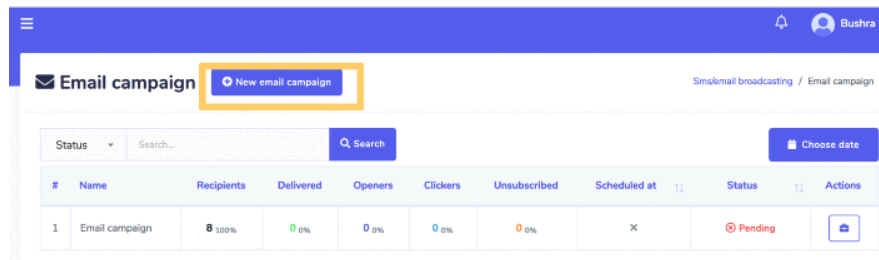 Bushra
Email campaign
New email campaign
Sms/email broadcasting / Email campaign
Status
Search...
Search
Choose date
# Name Recipients Delivered Openers Clickers Unsubscribed Scheduled at Status Actions
1 Email campaign 8 100% 0 0% 0 0% 0 0% 0 0% Pending